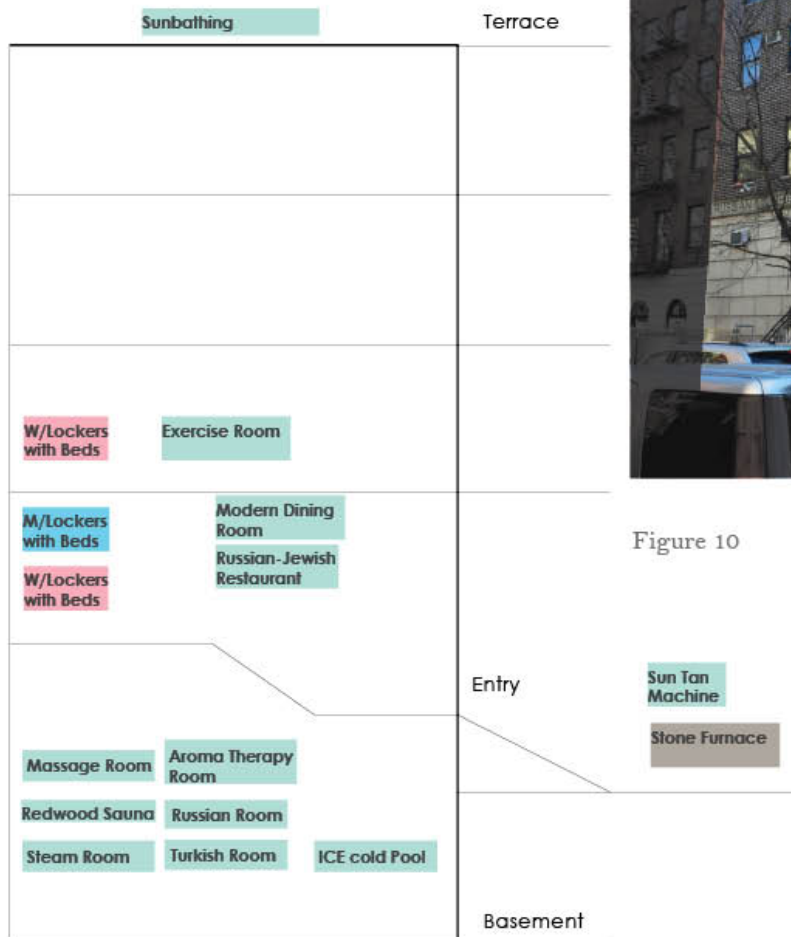 Sunbathing
Terrace
W/Lockers
with Beds
Exercise Room
M/Lockers
with Beds
Modern Dining
Room
W/Lockers
with Beds
Russian-Jewish
Restaurant
Figure 10
Entry
Sun Tan
Machine
Stone Furnace
Massage Room
Aroma Therapy
Room
Redwood Sauna
Russian Room
Steam Room
Turkish Room
ICE cold Pool
Basement